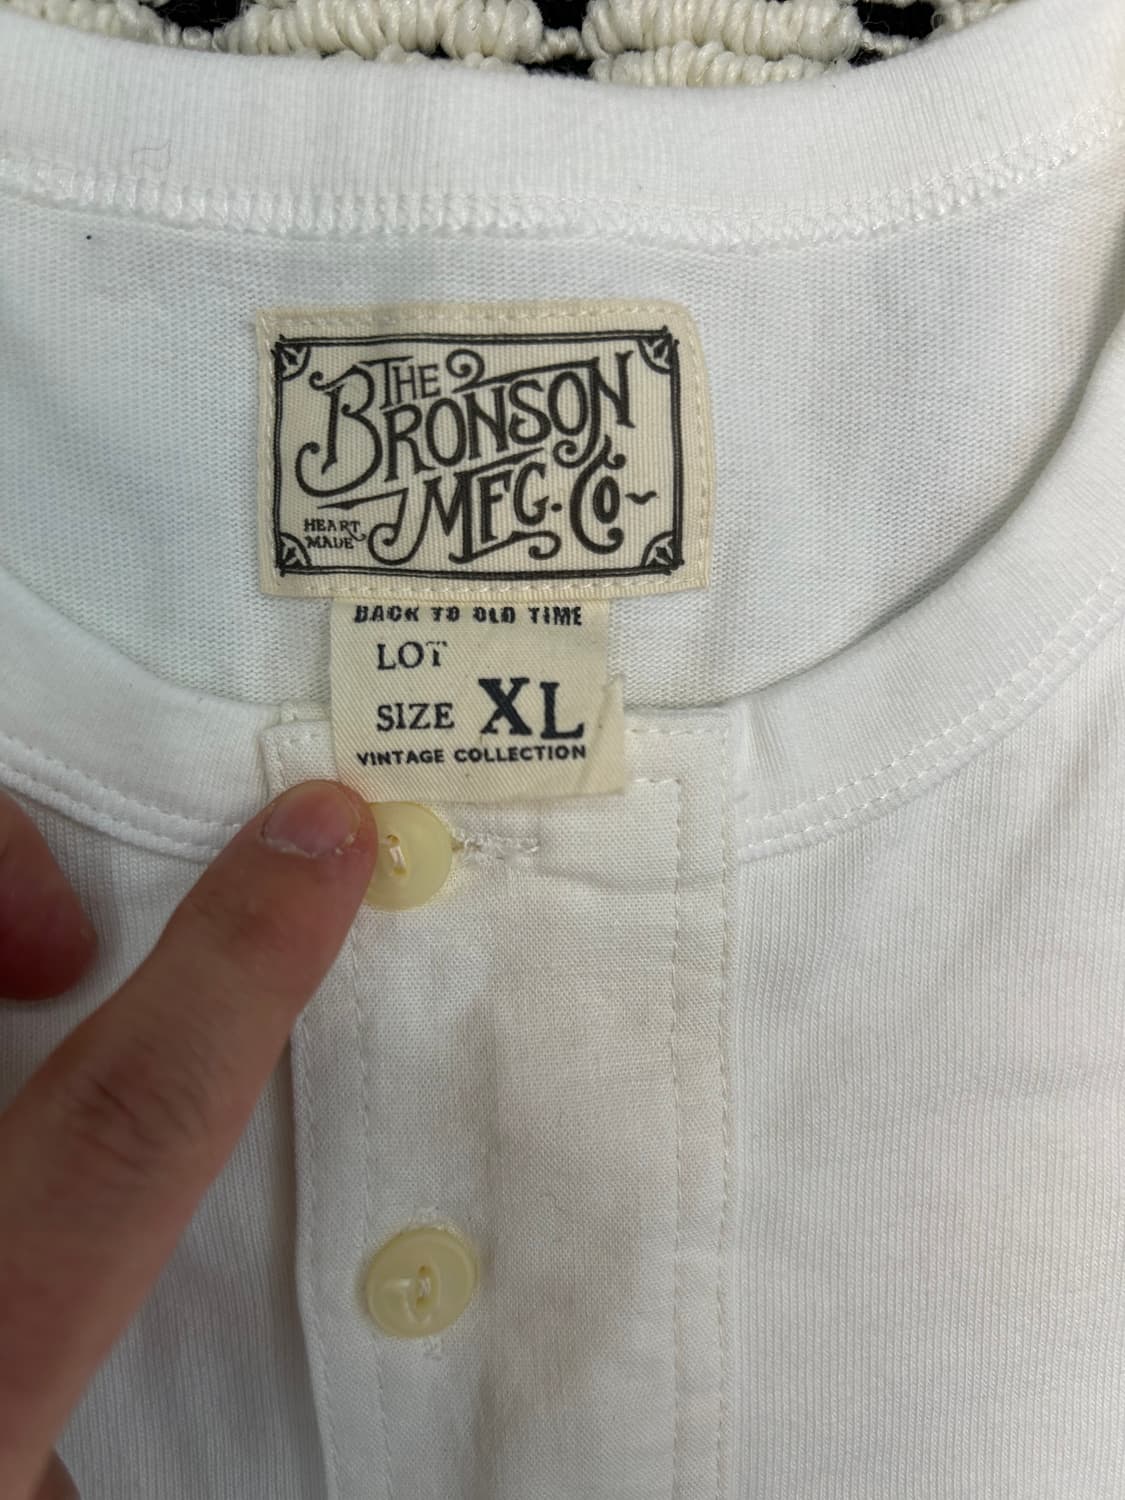 THE
BRONSON
MFG. Co
HEART
MADE
BACK TO OLD TIME
LOT
SIZE XL
VINTAGE COLLECTION